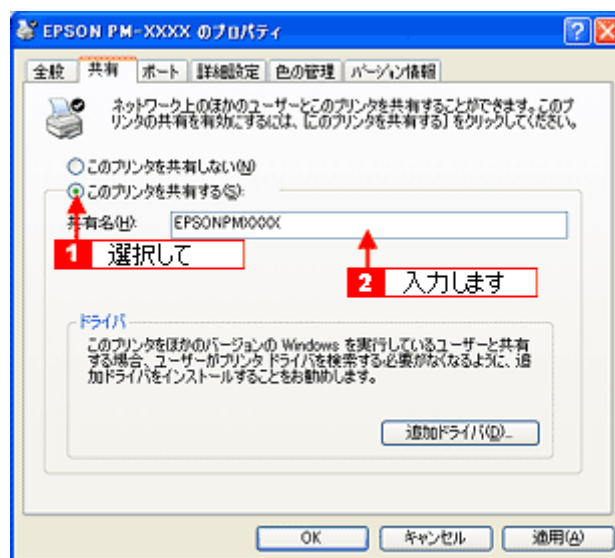 EPSON PM-XXXX のプロパティ
全般 共有 ポート 詳細設定 色の管理 バージョン情報
ネットワーク上のほかのユーザーとこのプリンタを共有することができます。このプ
リンタの共有を有効にするには、[このプリンタを共有する] をクリックしてください。
このプリンタを共有しない(N)
このプリンタを共有する(S):
共有名(H): EPSONPMXXXX
1 選択して
2 入力します
ドライバ
このプリンタをほかのバージョンの Windows を実行しているユーザーと共有
する場合、ユーザーがプリンタ ドライバを検索する必要がなくなるように、追
加ドライバをインストールすることをお勧めします。
追加ドライバ(D)...
OK キャンセル 適用(A)